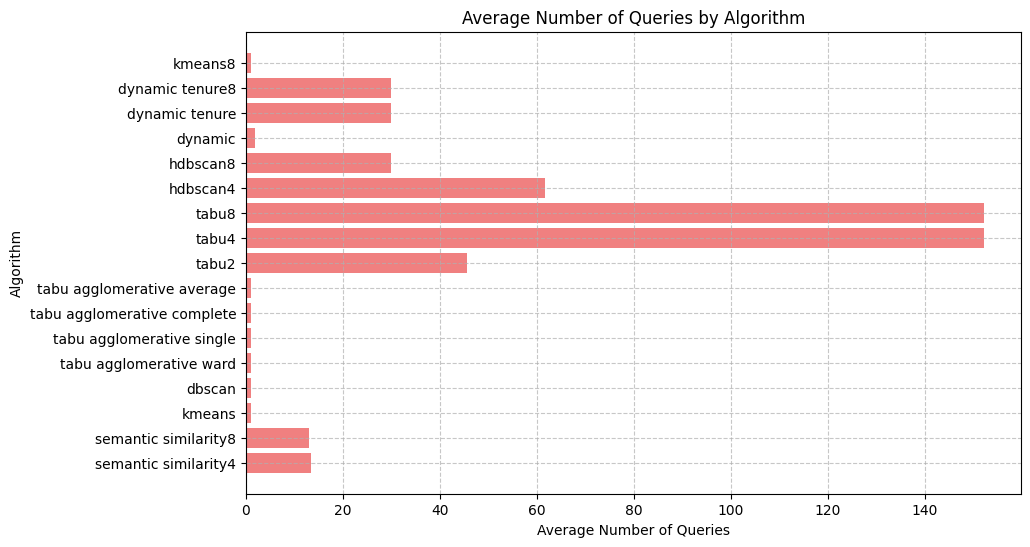 Average Number of Queries by Algorithm
kmeans8
dynamic tenure8
dynamic tenure
dynamic
hdbscan8
hdbscan4
tabu8
tabu4
tabu2
tabu agglomerative average
tabu agglomerative complete
tabu agglomerative single
tabu agglomerative ward
dbscan
kmeans
semantic similarity8
semantic similarity4
Algorithm
0 20 40 60 80 100 120 140
Average Number of Queries